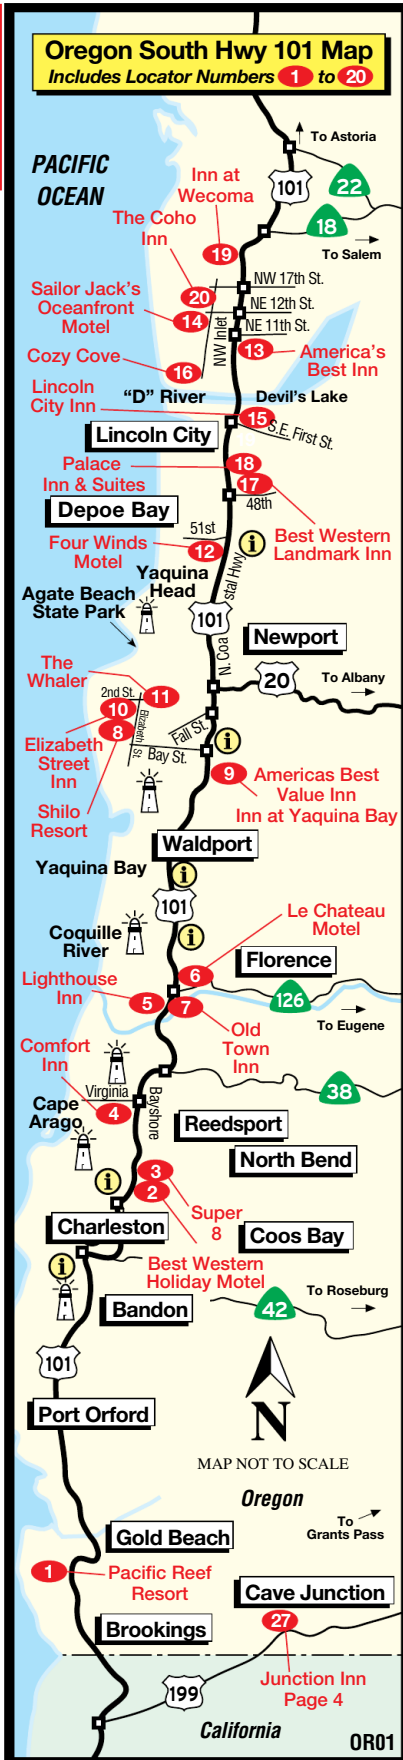 Oregon South Hwy 101 Map
Includes Locator Numbers 1 to 20
To Astoria
PACIFIC
OCEAN
101
22
Inn at
Wecoma
The Coho
Inn
18
To Salem
19
NW 17th St.
20
Sailor Jack's
Oceanfront
Motel
14
NE 12th St.
NW Inlet
NE 11th St.
13
America's
Best Inn
Cozy Cove
16
Lincoln
City Inn
"D" River
Devil's Lake
15
S.E. First St.
Lincoln City
Palace
Inn & Suites
18
17
48th
Depoe Bay
51st
Four Winds
Motel
12
i
Best Western
Landmark Inn
Yaquina
Head
Agate Beach
State Park
N. Coa
stal Hwy
101
Newport
The
Whaler
2nd St.
11
20
To Albany
10
8
Elizabeth St.
Fall St.
Bay St.
i
Elizabeth
Street
Inn
9
Americas Best
Value Inn
Inn at Yaquina Bay
Shilo
Resort
Waldport
Yaquina Bay
i
101
Le Chateau
Motel
Coquille
River
i
Florence
Lighthouse
Inn
6
5
7
126
To Eugene
Old
Town
Inn
Comfort
Inn
38
Virginia
Bayshore
4
Cape
Arago
Reedsport
North Bend
3
2
i
Super
8
Charleston
Coos Bay
Best Western
Holiday Motel
i
Bandon
To Roseburg
42
101
N
Port Orford
MAP NOT TO SCALE
Oregon
To
Grants Pass
Gold Beach
1
Pacific Reef
Resort
Cave Junction
27
Brookings
Junction Inn
Page 4
199
California
OR01